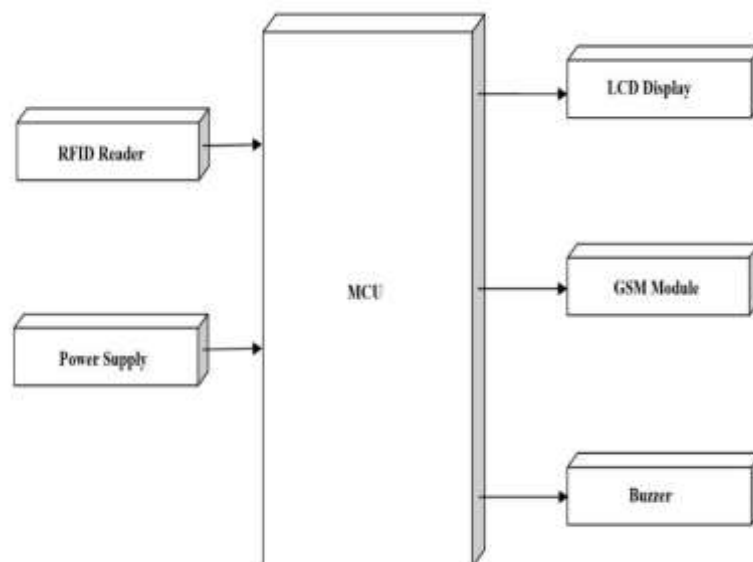 LCD Display
RFID Reader
MCU
GSM Module
Power Supply
Buzzer